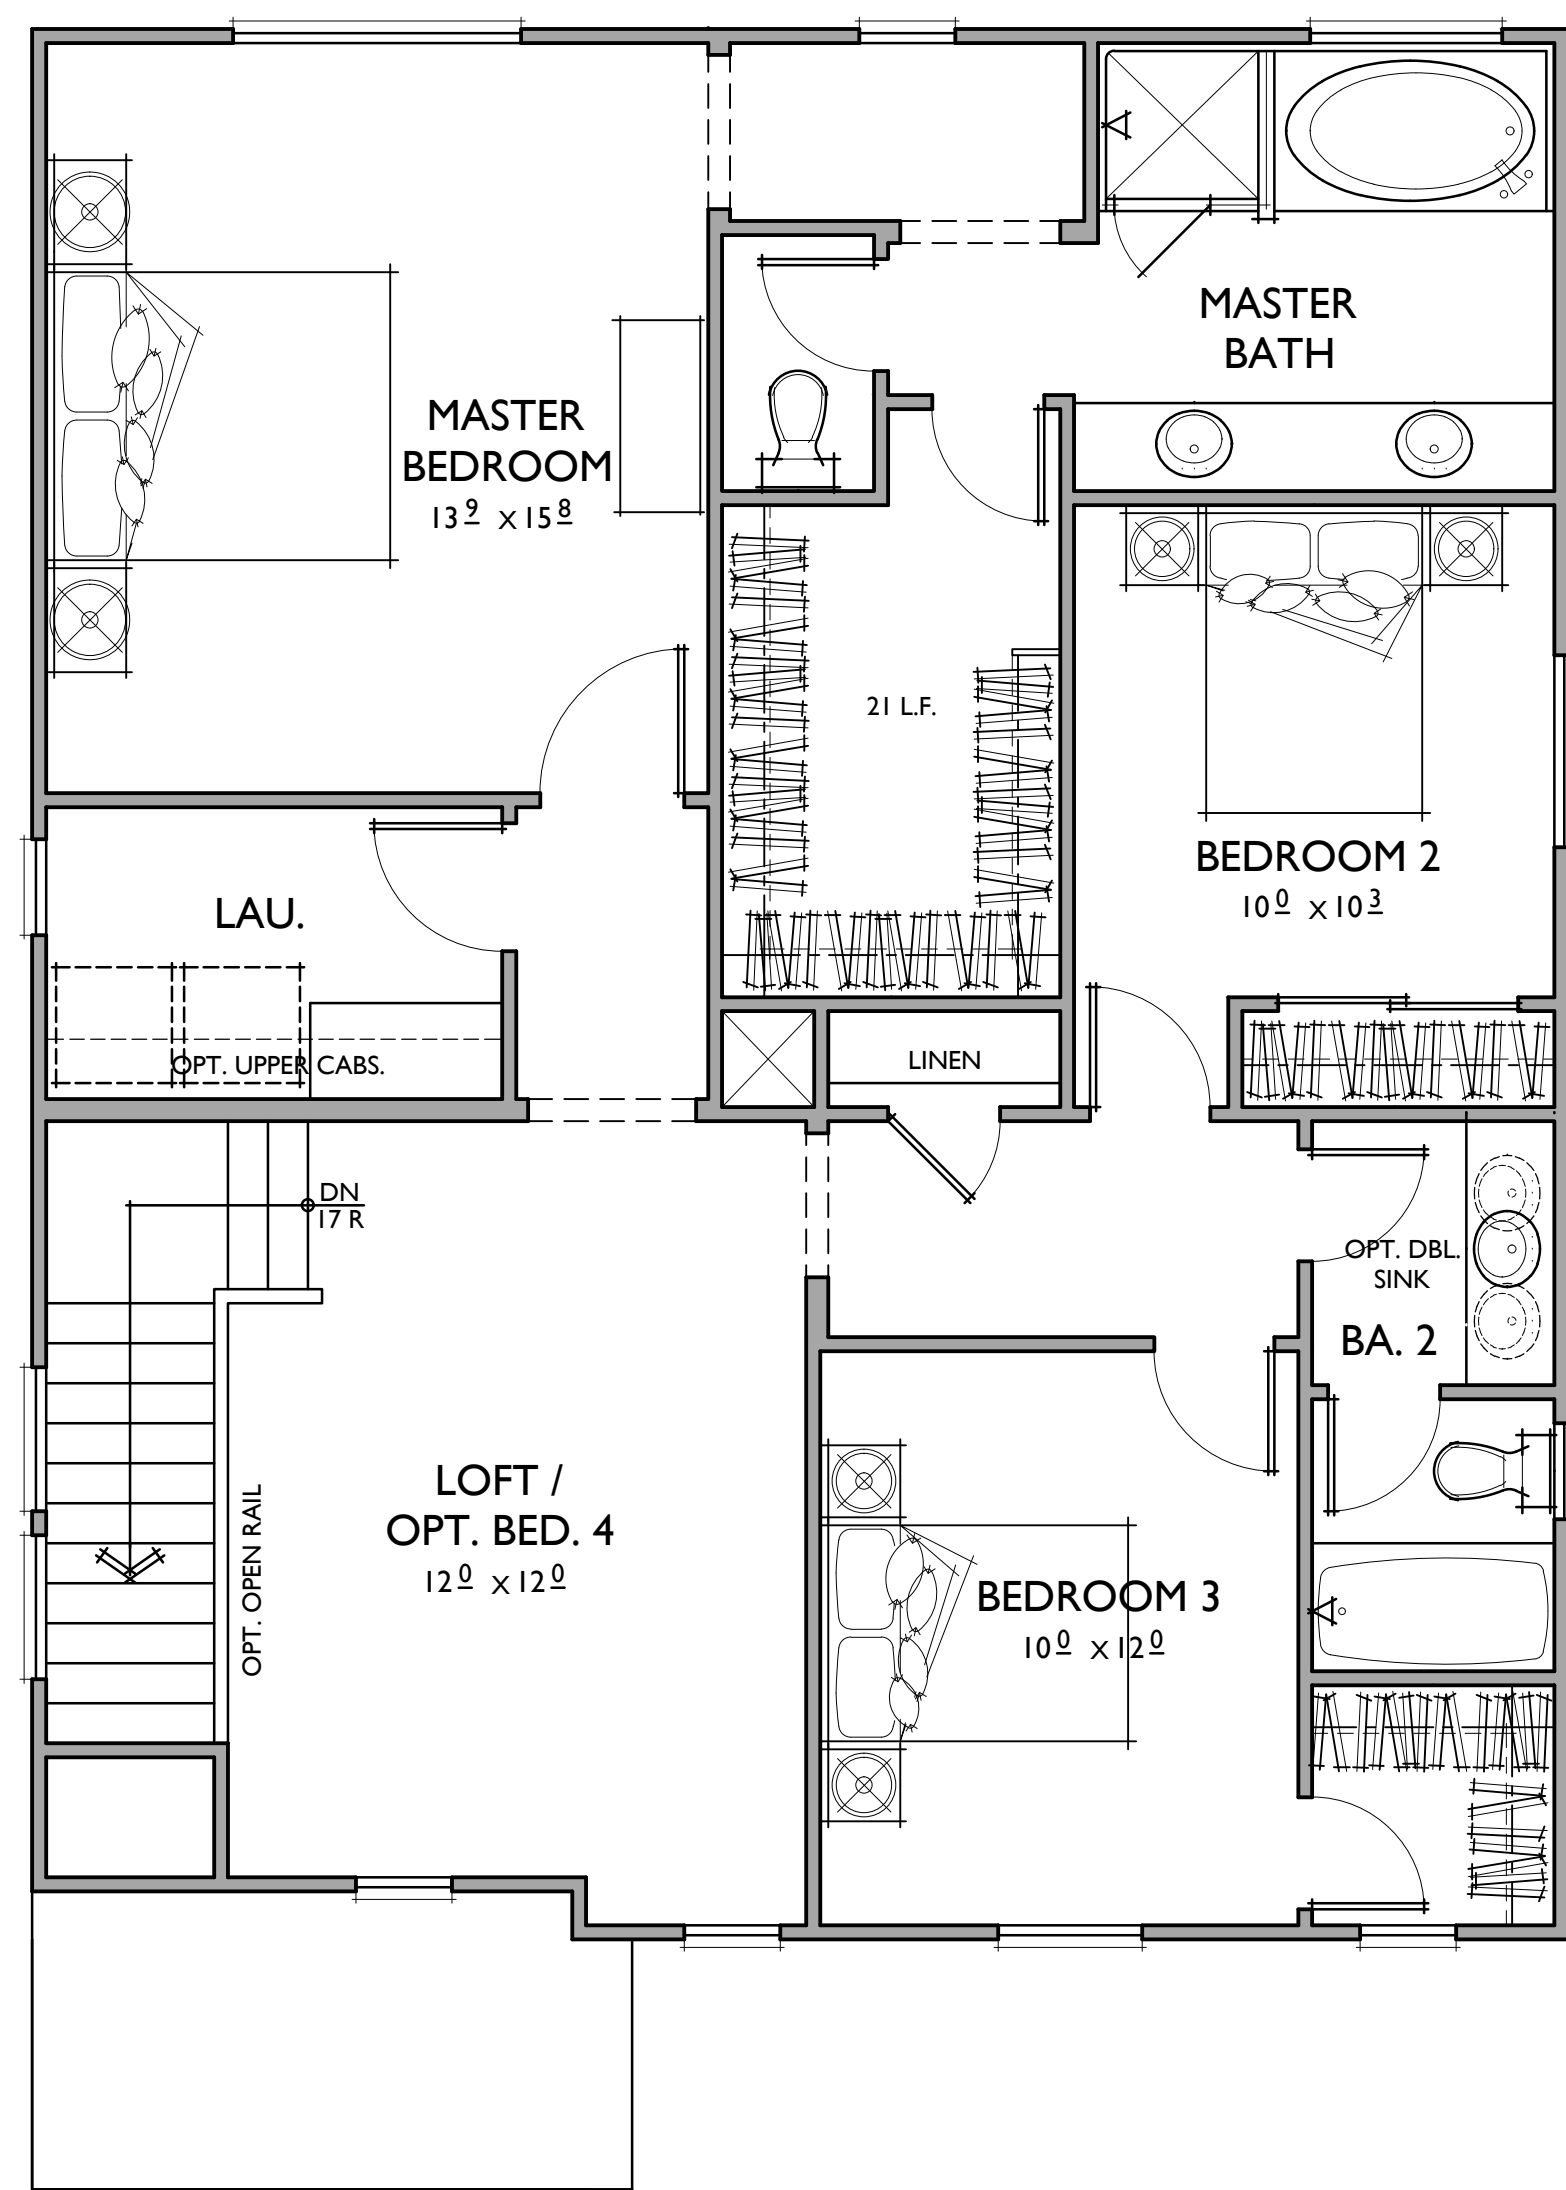 MASTER
BATH
MASTER
BEDROOM
13 9 x 15 8
21 L.F.
BEDROOM 2
10 0 x 10 3
LAU.
OPT. UPPER CABS.
LINEN
DN
17 R
OPT. DBL.
SINK
BA. 2
LOFT /
OPT. BED. 4
12 0 x 12 0
OPT. OPEN RAIL
BEDROOM 3
10 0 x 12 0